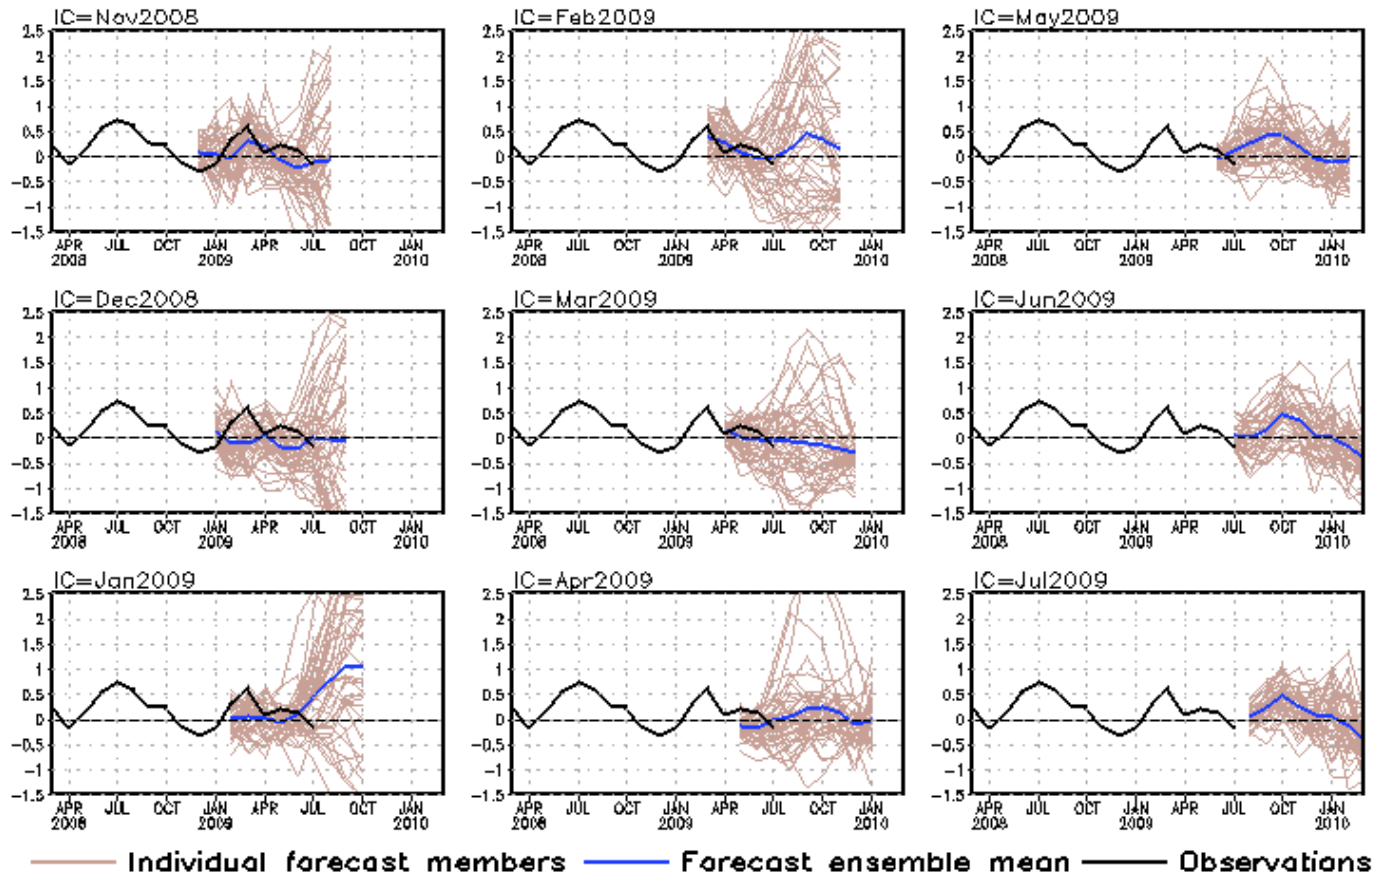 IC=Nov2008
IC=Feb2009
IC=May2009
2.5
2
1.5
1
0.5
0
-0.5
-1
-1.5
APR JUL OCT JAN APR JUL OCT JAN
2008 2009 2010
2.5
2
1.5
1
0.5
0
-0.5
-1
-1.5
APR JUL OCT JAN APR JUL OCT JAN
2008 2009 2010
2.5
2
1.5
1
0.5
0
-0.5
-1
-1.5
APR JUL OCT JAN APR JUL OCT JAN
2008 2009 2010
IC=Dec2008
IC=Mar2009
IC=Jun2009
2.5
2
1.5
1
0.5
0
-0.5
-1
-1.5
APR JUL OCT JAN APR JUL OCT JAN
2008 2009 2010
2.5
2
1.5
1
0.5
0
-0.5
-1
-1.5
APR JUL OCT JAN APR JUL OCT JAN
2008 2009 2010
2.5
2
1.5
1
0.5
0
-0.5
-1
-1.5
APR JUL OCT JAN APR JUL OCT JAN
2008 2009 2010
IC=Jan2009
IC=Apr2009
IC=Jul2009
2.5
2
1.5
1
0.5
0
-0.5
-1
-1.5
APR JUL OCT JAN APR JUL OCT JAN
2008 2009 2010
2.5
2
1.5
1
0.5
0
-0.5
-1
-1.5
APR JUL OCT JAN APR JUL OCT JAN
2008 2009 2010
2.5
2
1.5
1
0.5
0
-0.5
-1
-1.5
APR JUL OCT JAN APR JUL OCT JAN
2008 2009 2010
Individual forecast members Forecast ensemble mean Observations